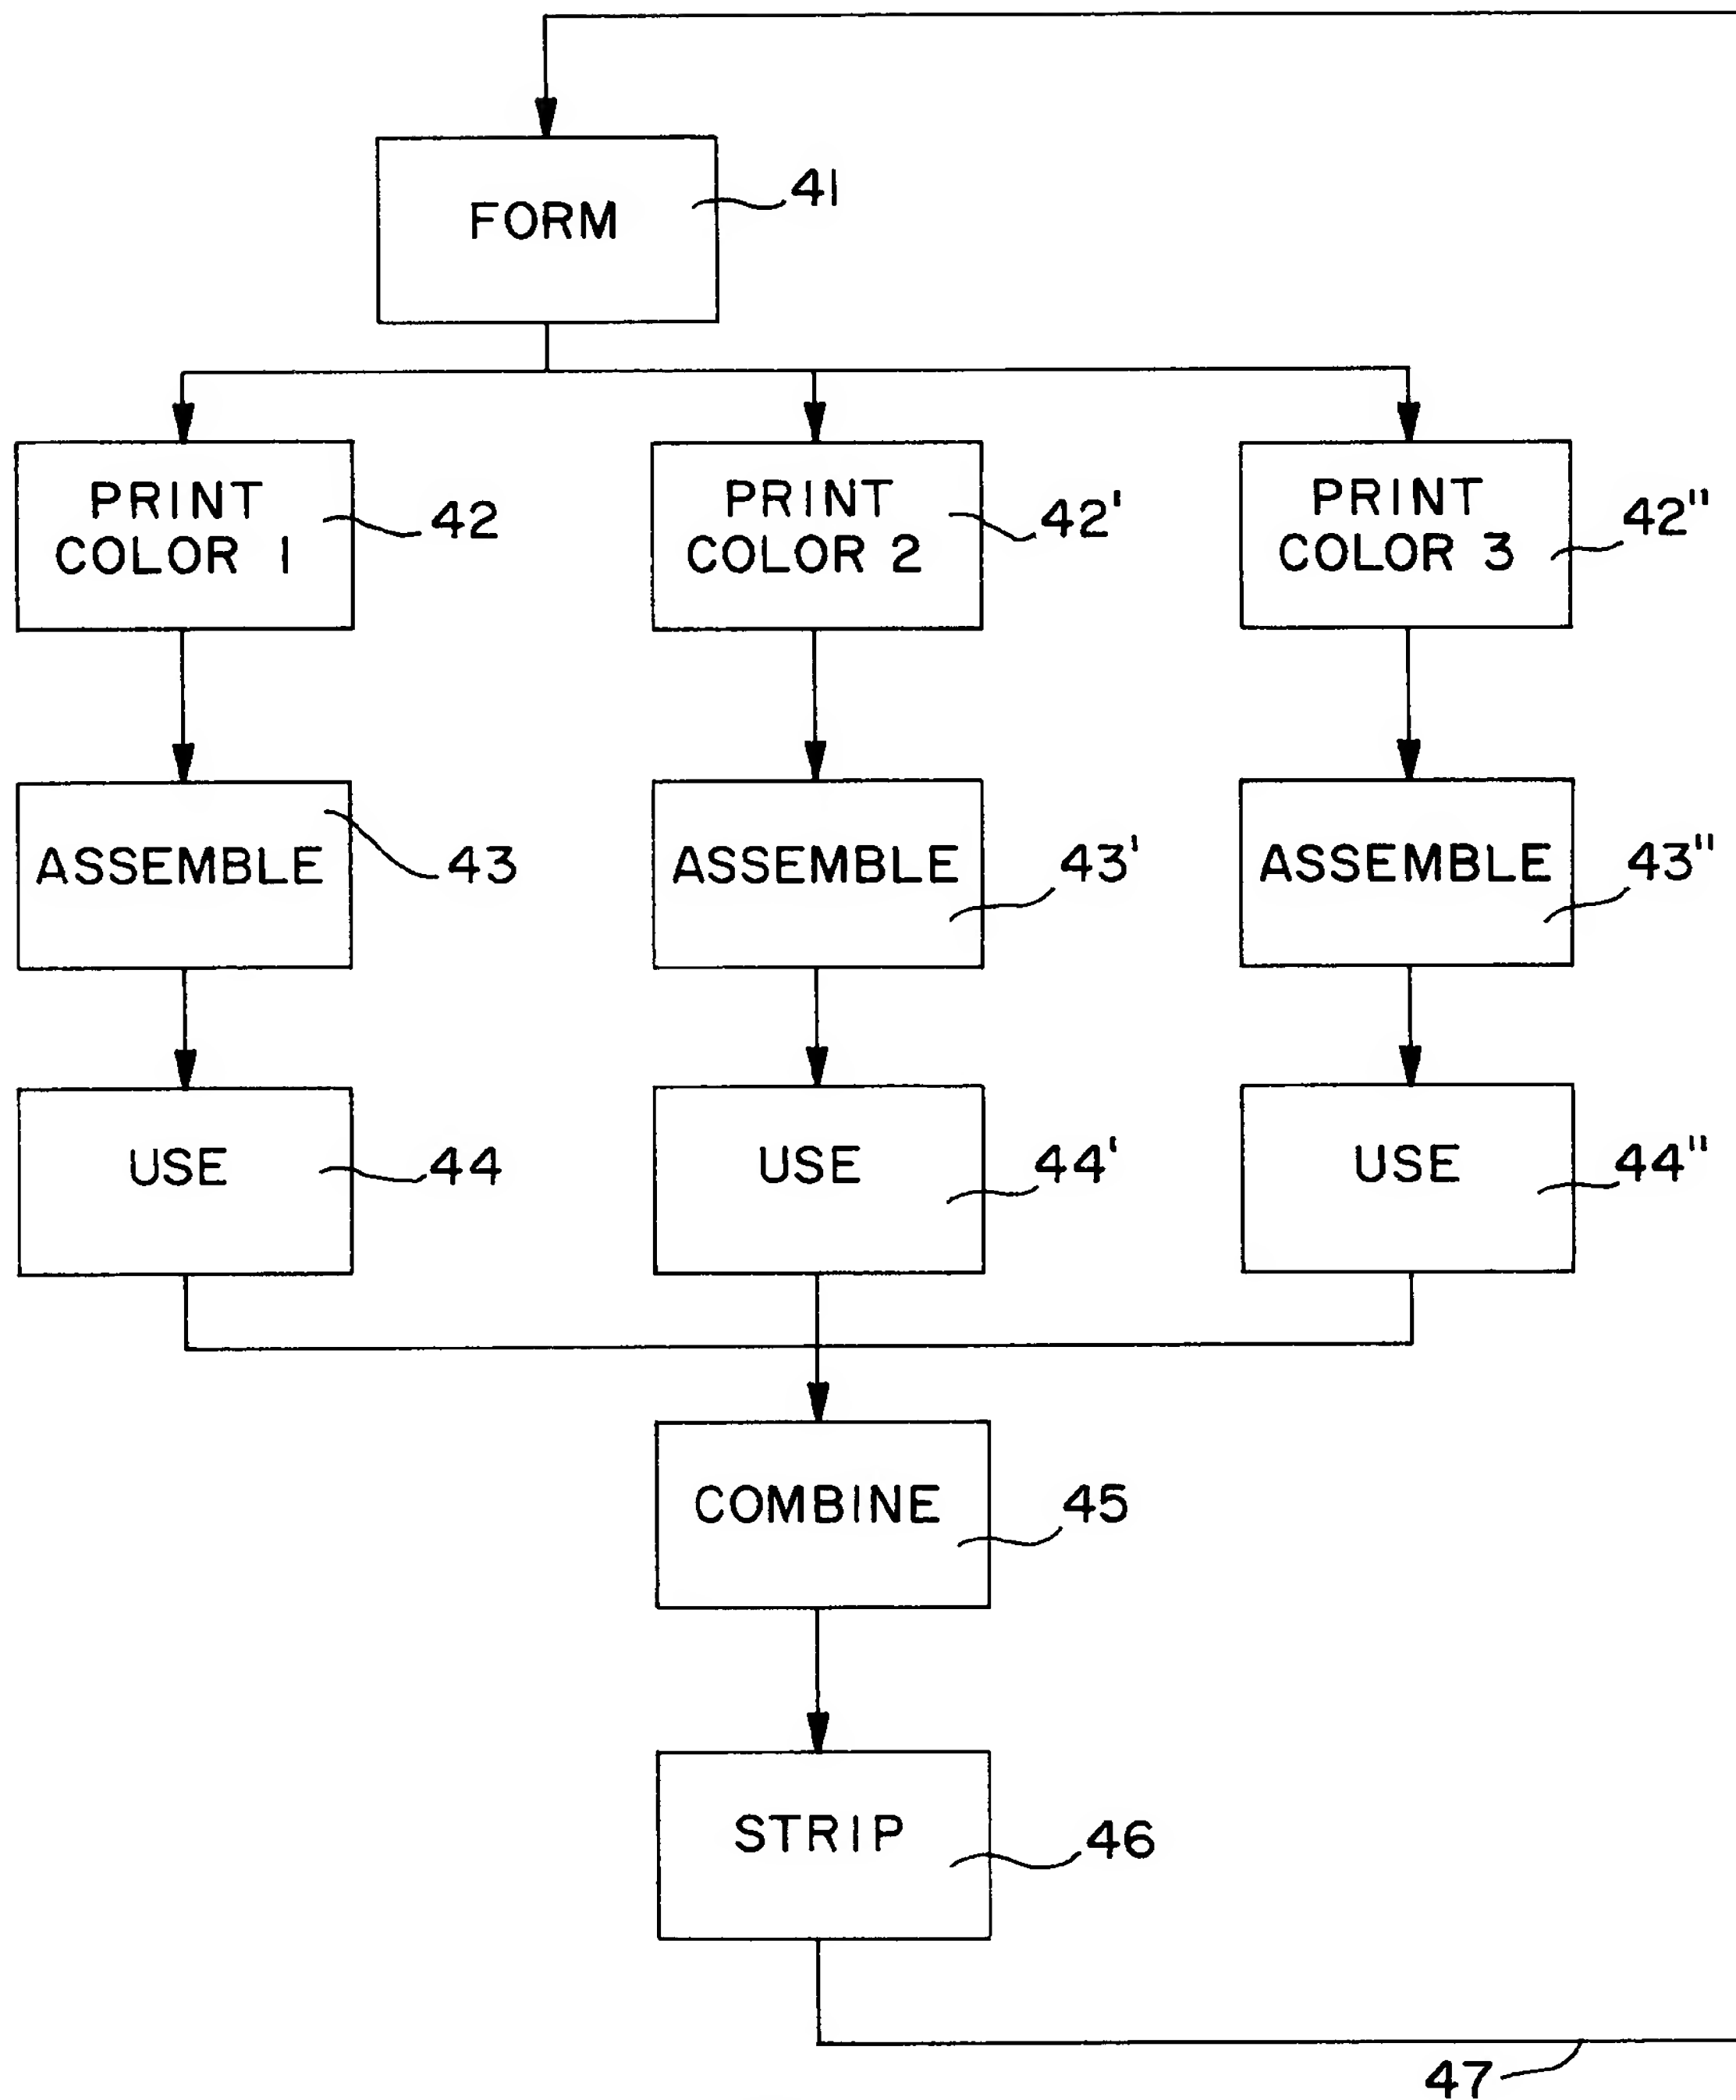 41
FORM
PRINT
COLOR 1
42
PRINT
COLOR 2
42'
PRINT
COLOR 3
42"
ASSEMBLE
43
ASSEMBLE
43'
ASSEMBLE
43"
USE
44
USE
44'
USE
44"
COMBINE
45
STRIP
46
47